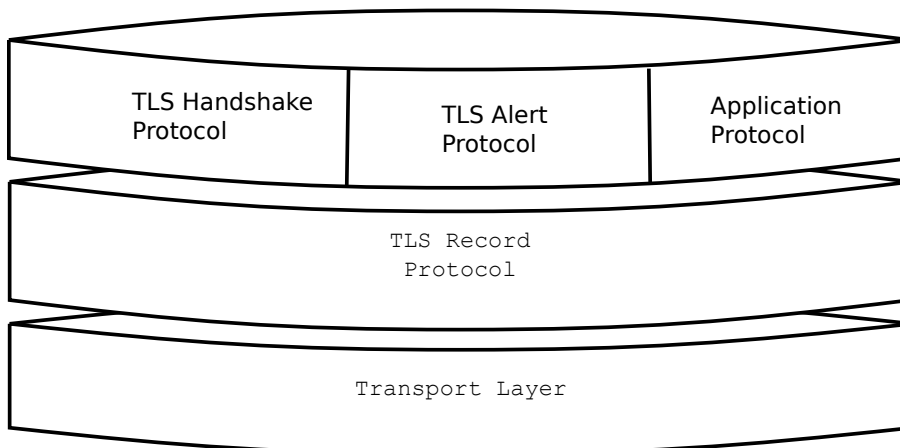 TLS Handshake
Protocol
TLS Alert
Protocol
Application
Protocol
TLS Record
Protocol
Transport Layer